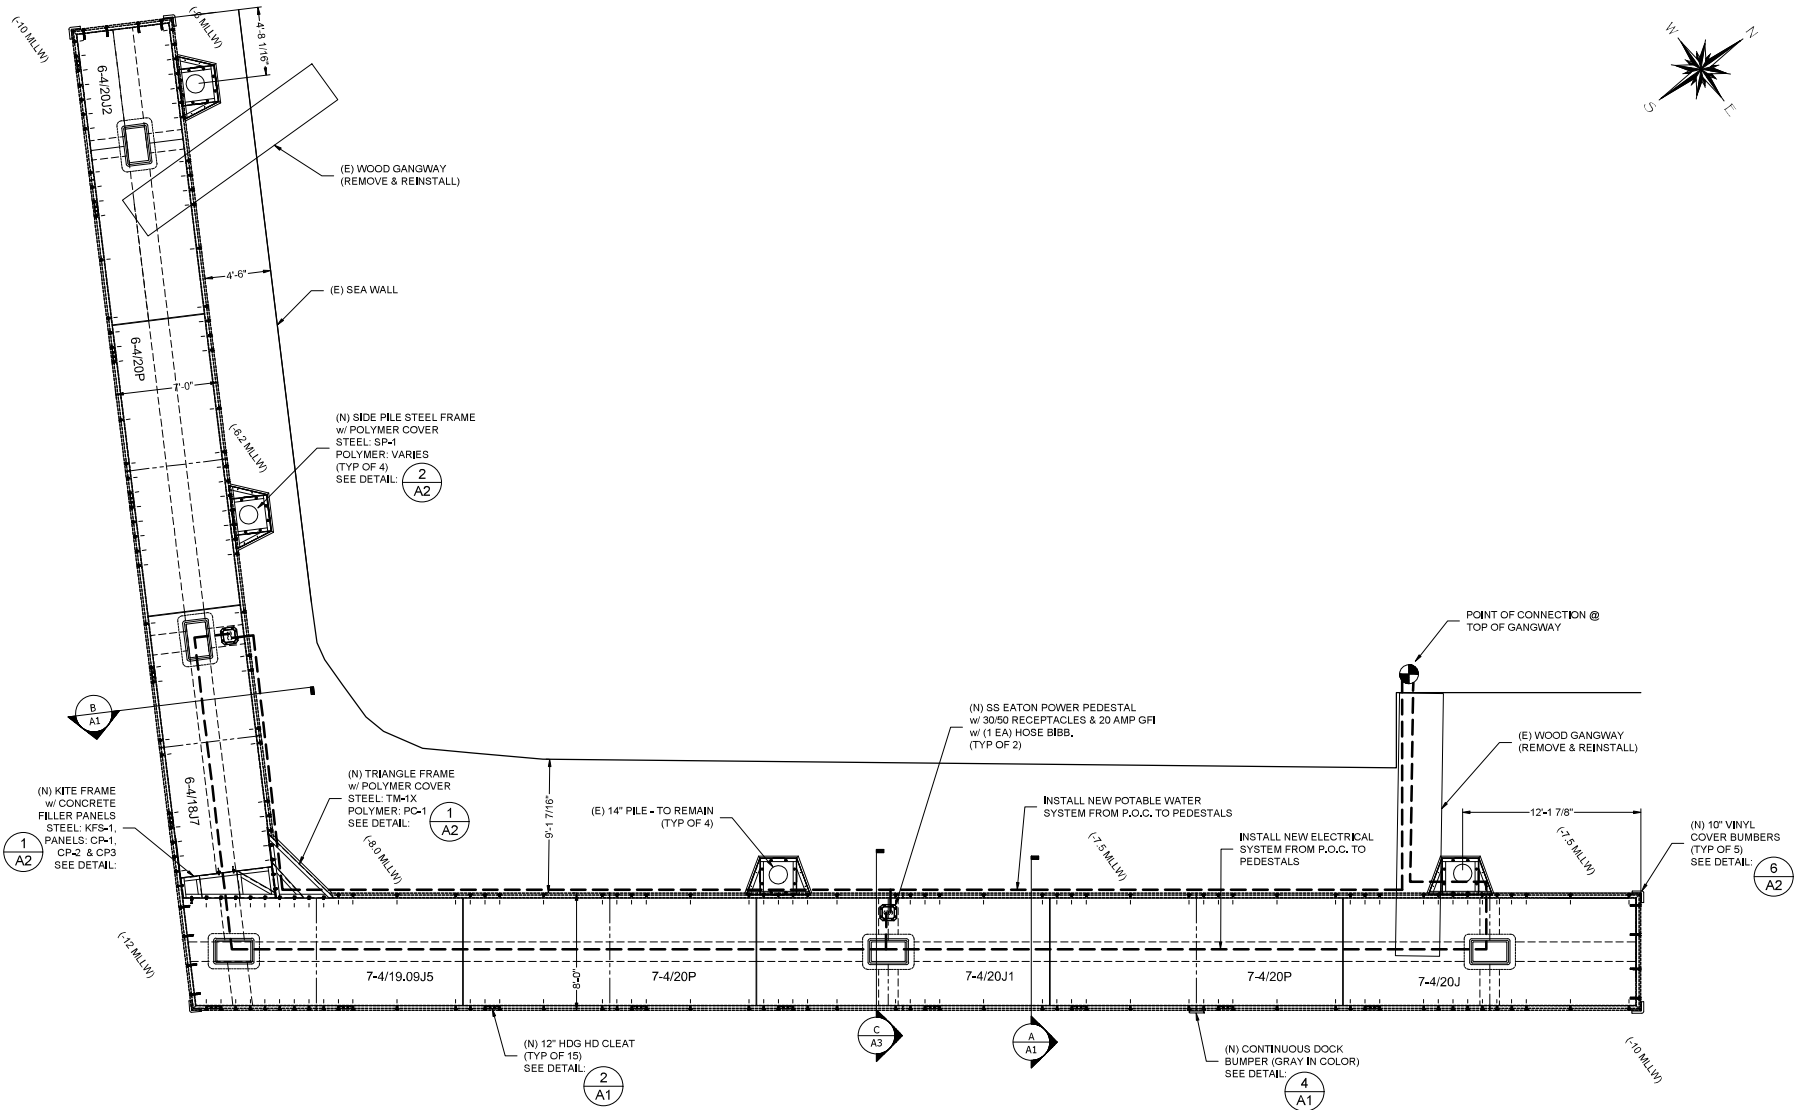 (-10 MLLW)
(-6 MLLW)
4'-8 1/16"
W
N
S
E
6-4/20J2
(E) WOOD GANGWAY
(REMOVE & REINSTALL)
4'-6"
(E) SEA WALL
6-4/20P
7'-0"
(-6.2 MLLW)
(N) SIDE PILE STEEL FRAME
w/ POLYMER COVER
STEEL: SP-1
POLYMER: VARIES
(TYP OF 4)
SEE DETAIL:
2
A2
POINT OF CONNECTION @
TOP OF GANGWAY
B
A1
(N) SS EATON POWER PEDESTAL
w/ 30/50 RECEPTACLES & 20 AMP GFI
w/ (1 EA) HOSE BIBB.
(TYP OF 2)
(E) WOOD GANGWAY
(REMOVE & REINSTALL)
(N) KITE FRAME
w/ CONCRETE
FILLER PANELS
STEEL: KFS-1,
PANELS: CP-1,
CP-2 & CP3
SEE DETAIL:
1
A2
6-4/18J7
(N) TRIANGLE FRAME
w/ POLYMER COVER
STEEL: TM-1X
POLYMER: PC-1
SEE DETAIL:
1
A2
(-8.0 MLLW)
9'-1 7/16"
(E) 14" PILE - TO REMAIN
(TYP OF 4)
INSTALL NEW POTABLE WATER
SYSTEM FROM P.O.C. TO PEDESTALS
(-7.5 MLLW)
INSTALL NEW ELECTRICAL
SYSTEM FROM P.O.C. TO
PEDESTALS
12'-1 7/8"
(-7.5 MLLW)
(N) 10" VINYL
COVER BUMPERS
(TYP OF 5)
SEE DETAIL:
6
A2
(-12 MLLW)
7-4/19.09J5
8'-0"
7-4/20P
7-4/20J1
7-4/20P
7-4/20J
(N) 12" HDG HD CLEAT
(TYP OF 15)
SEE DETAIL:
2
A1
C
A3
A
A1
(N) CONTINUOUS DOCK
BUMPER (GRAY IN COLOR)
SEE DETAIL:
4
A1
(-10 MLLW)